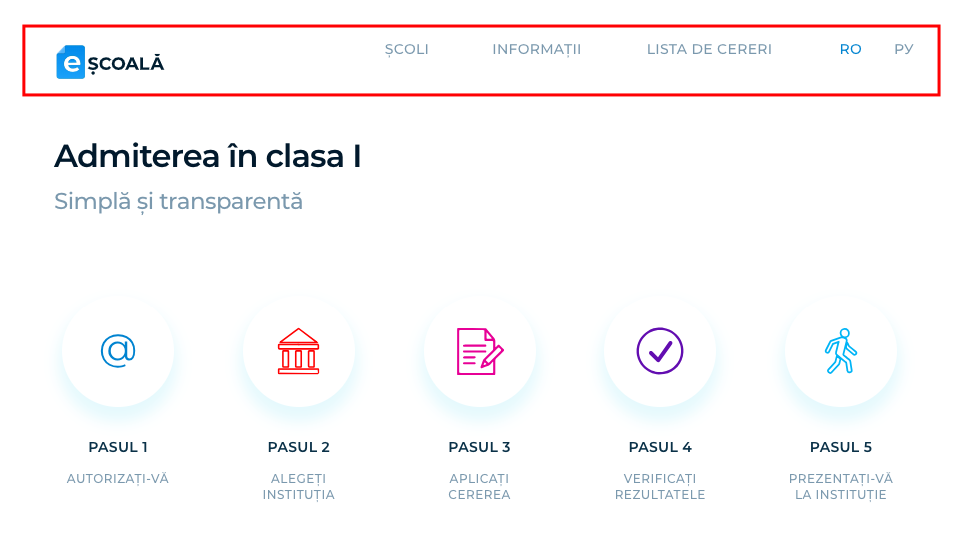 eȘCOALĂ ȘCOLI INFORMAȚII LISTA DE CERERI RO РУ
Admiterea în clasa I
Simplă și transparentă
@
PASUL 1 PASUL 2 PASUL 3 PASUL 4 PASUL 5
AUTORIZAȚI-VĂ ALEGEȚI APLICAȚI VERIFICAȚI PREZENTAȚI-VĂ
INSTITUȚIA CEREREA REZULTATELE LA INSTITUȚIE